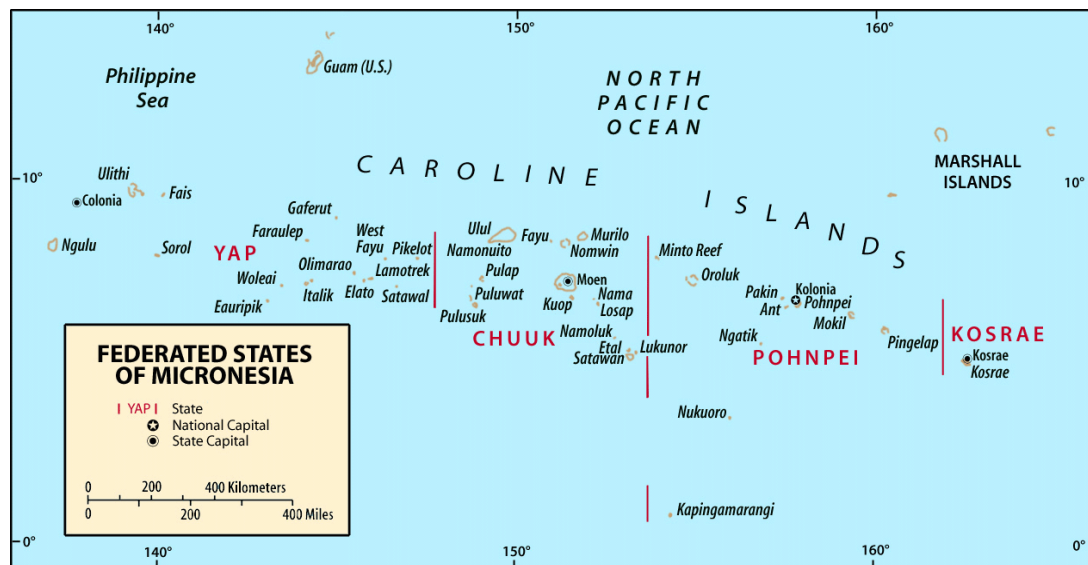 140°
150°
160°
Guam (U.S.)
Philippine
Sea
NORTH
PACIFIC
OCEAN
CAROLINE
ISLANDS
MARSHALL
ISLANDS
10°
10°
Ulithi
Colonia
Fais
Ngulu
Sorol
YAP
Gaferut
Faraulep
West
Fayu
Pikelot
Olimarao
Lamotrek
Woleai
Italik
Elato
Satawal
Eauripik
Ulul
Namonuito
Fayu
Murilo
Nomwin
Pulap
Moen
Puluwat
Pulusuk
Kuop
Nama
Losap
CHUUK
Namoluk
Etal
Lukunor
Satawan
Minto Reef
Oroluk
Pakin
Kolonia
Ant
Pohnpei
Mokil
Ngatik
Pingelap
POHNPEI
KOSRAE
Kosrae
Kosrae
Nukuoro
Kapingamarangi
FEDERATED STATES
OF MICRONESIA
YAP State
National Capital
State Capital
0 200 400 Kilometers
0 200 400 Miles
0°
0°
140°
150°
160°